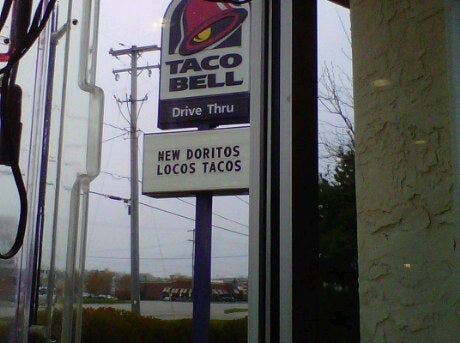 TACO
BELL
Drive Thru
NEW DORITOS
LOCOS TACOS